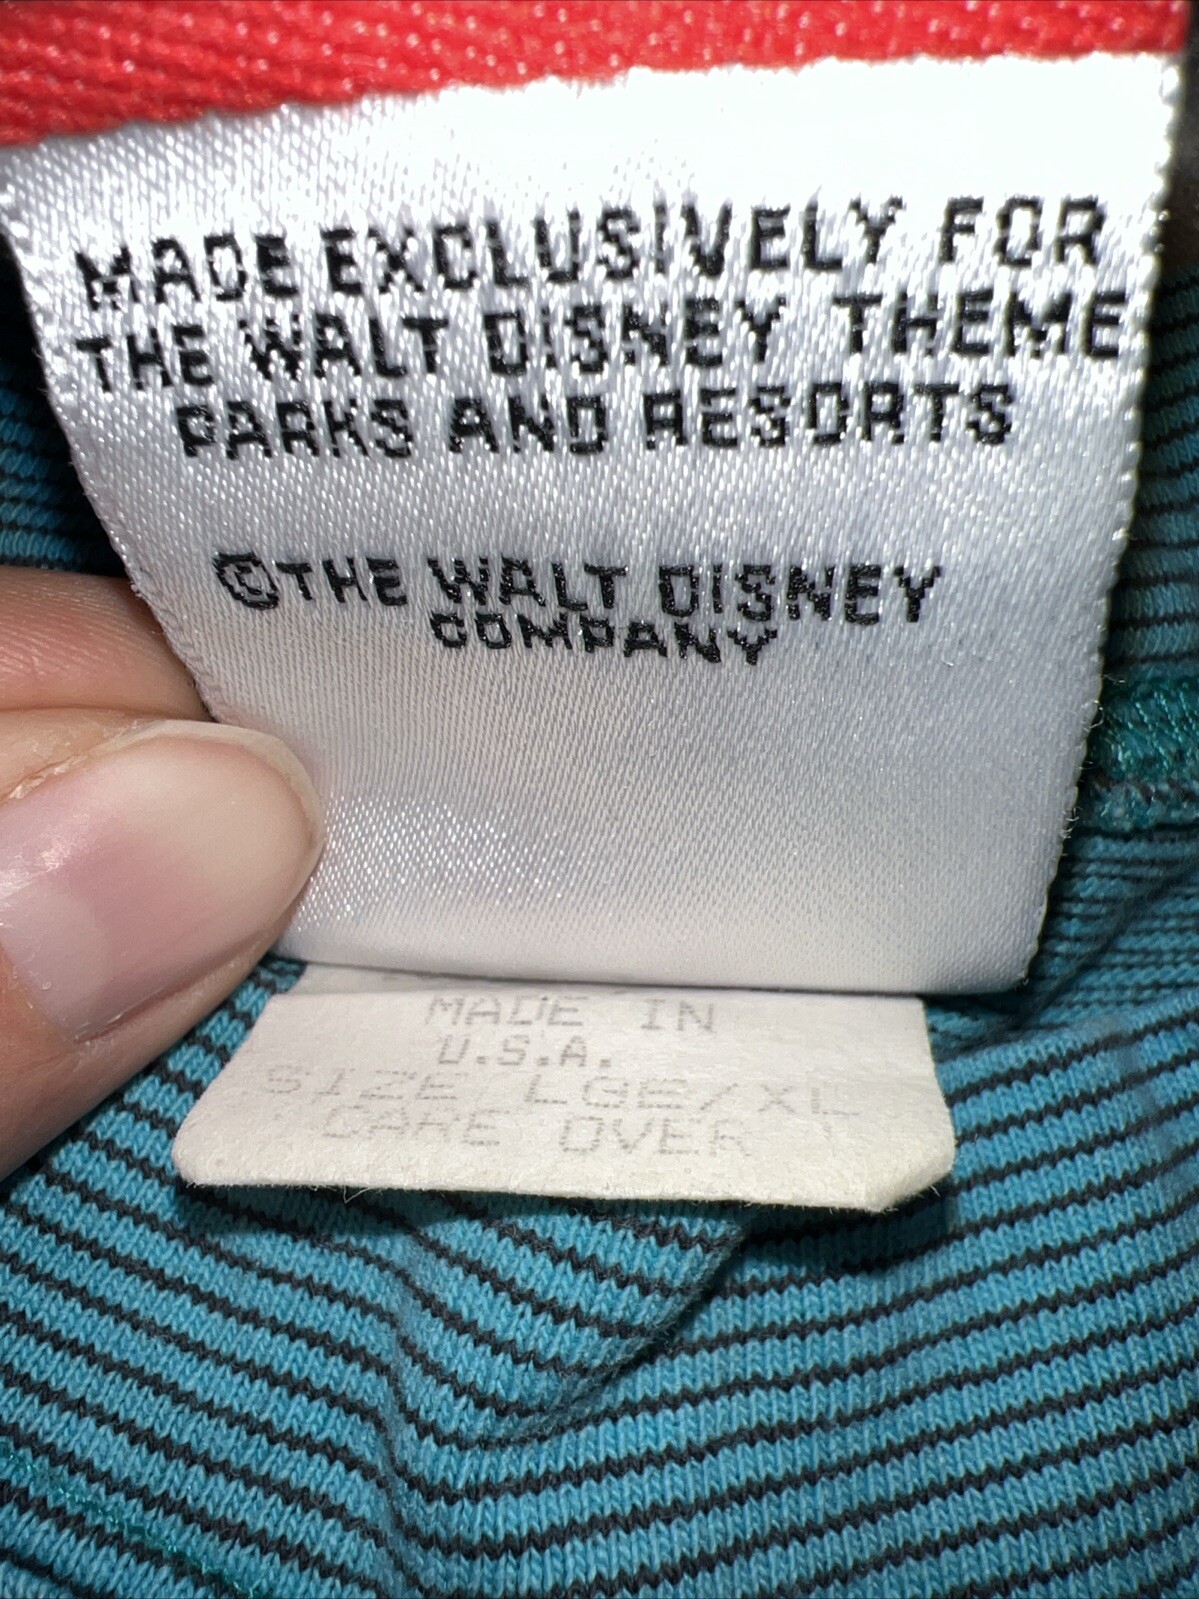 MADE EXCLUSIVELY FOR
THE WALT DISNEY THEME
PARKS AND RESORTS
©THE WALT DISNEY
COMPANY
MADE IN
U.S.A.
SIZE LGE/XL
CARE OVER